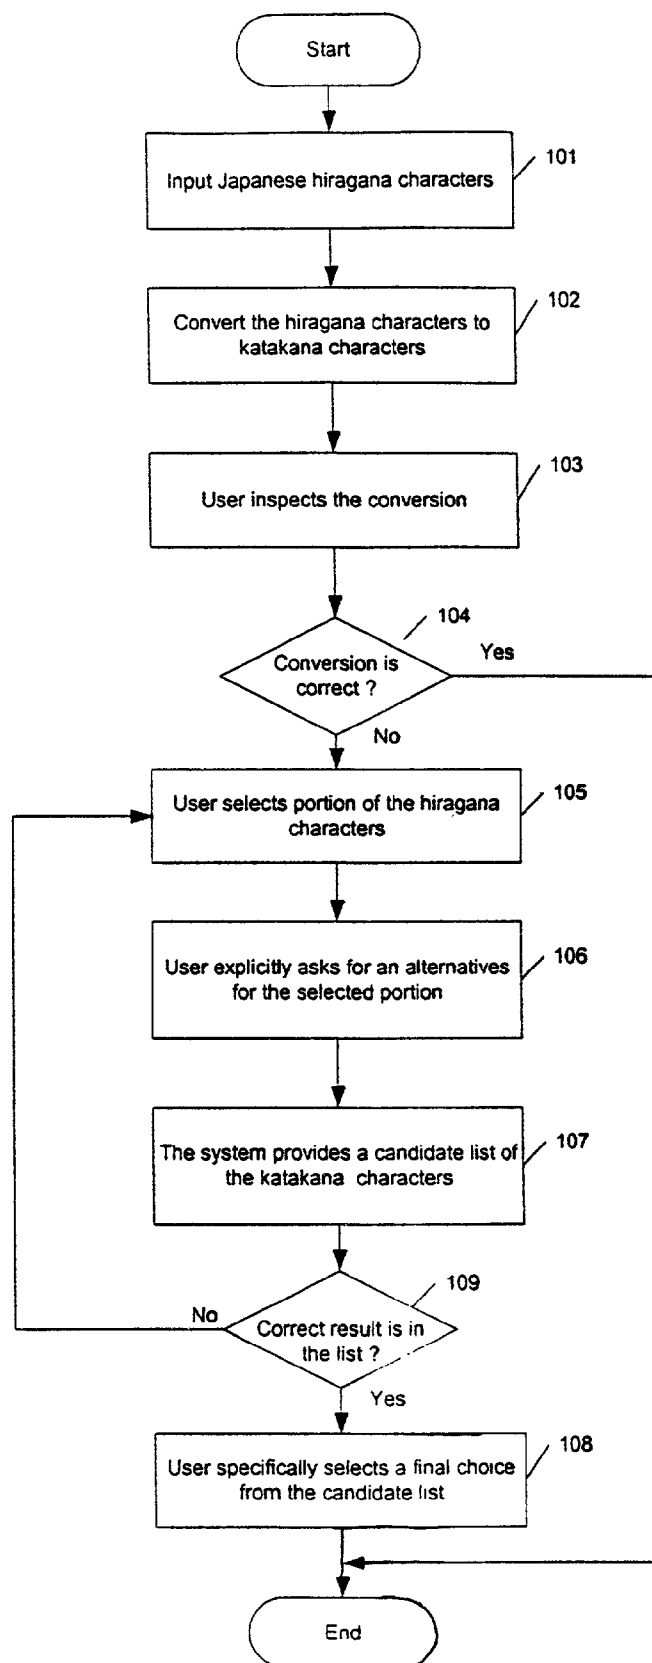 Start
101
Input Japanese hiragana characters
102
Convert the hiragana characters to
katakana characters
103
User inspects the conversion
104
Yes
Conversion is
correct ?
No
105
User selects portion of the hiragana
characters
106
User explicitly asks for an alternatives
for the selected portion
107
The system provides a candidate list of
the katakana characters
109
No
Correct result is in
the list ?
Yes
108
User specifically selects a final choice
from the candidate list
End